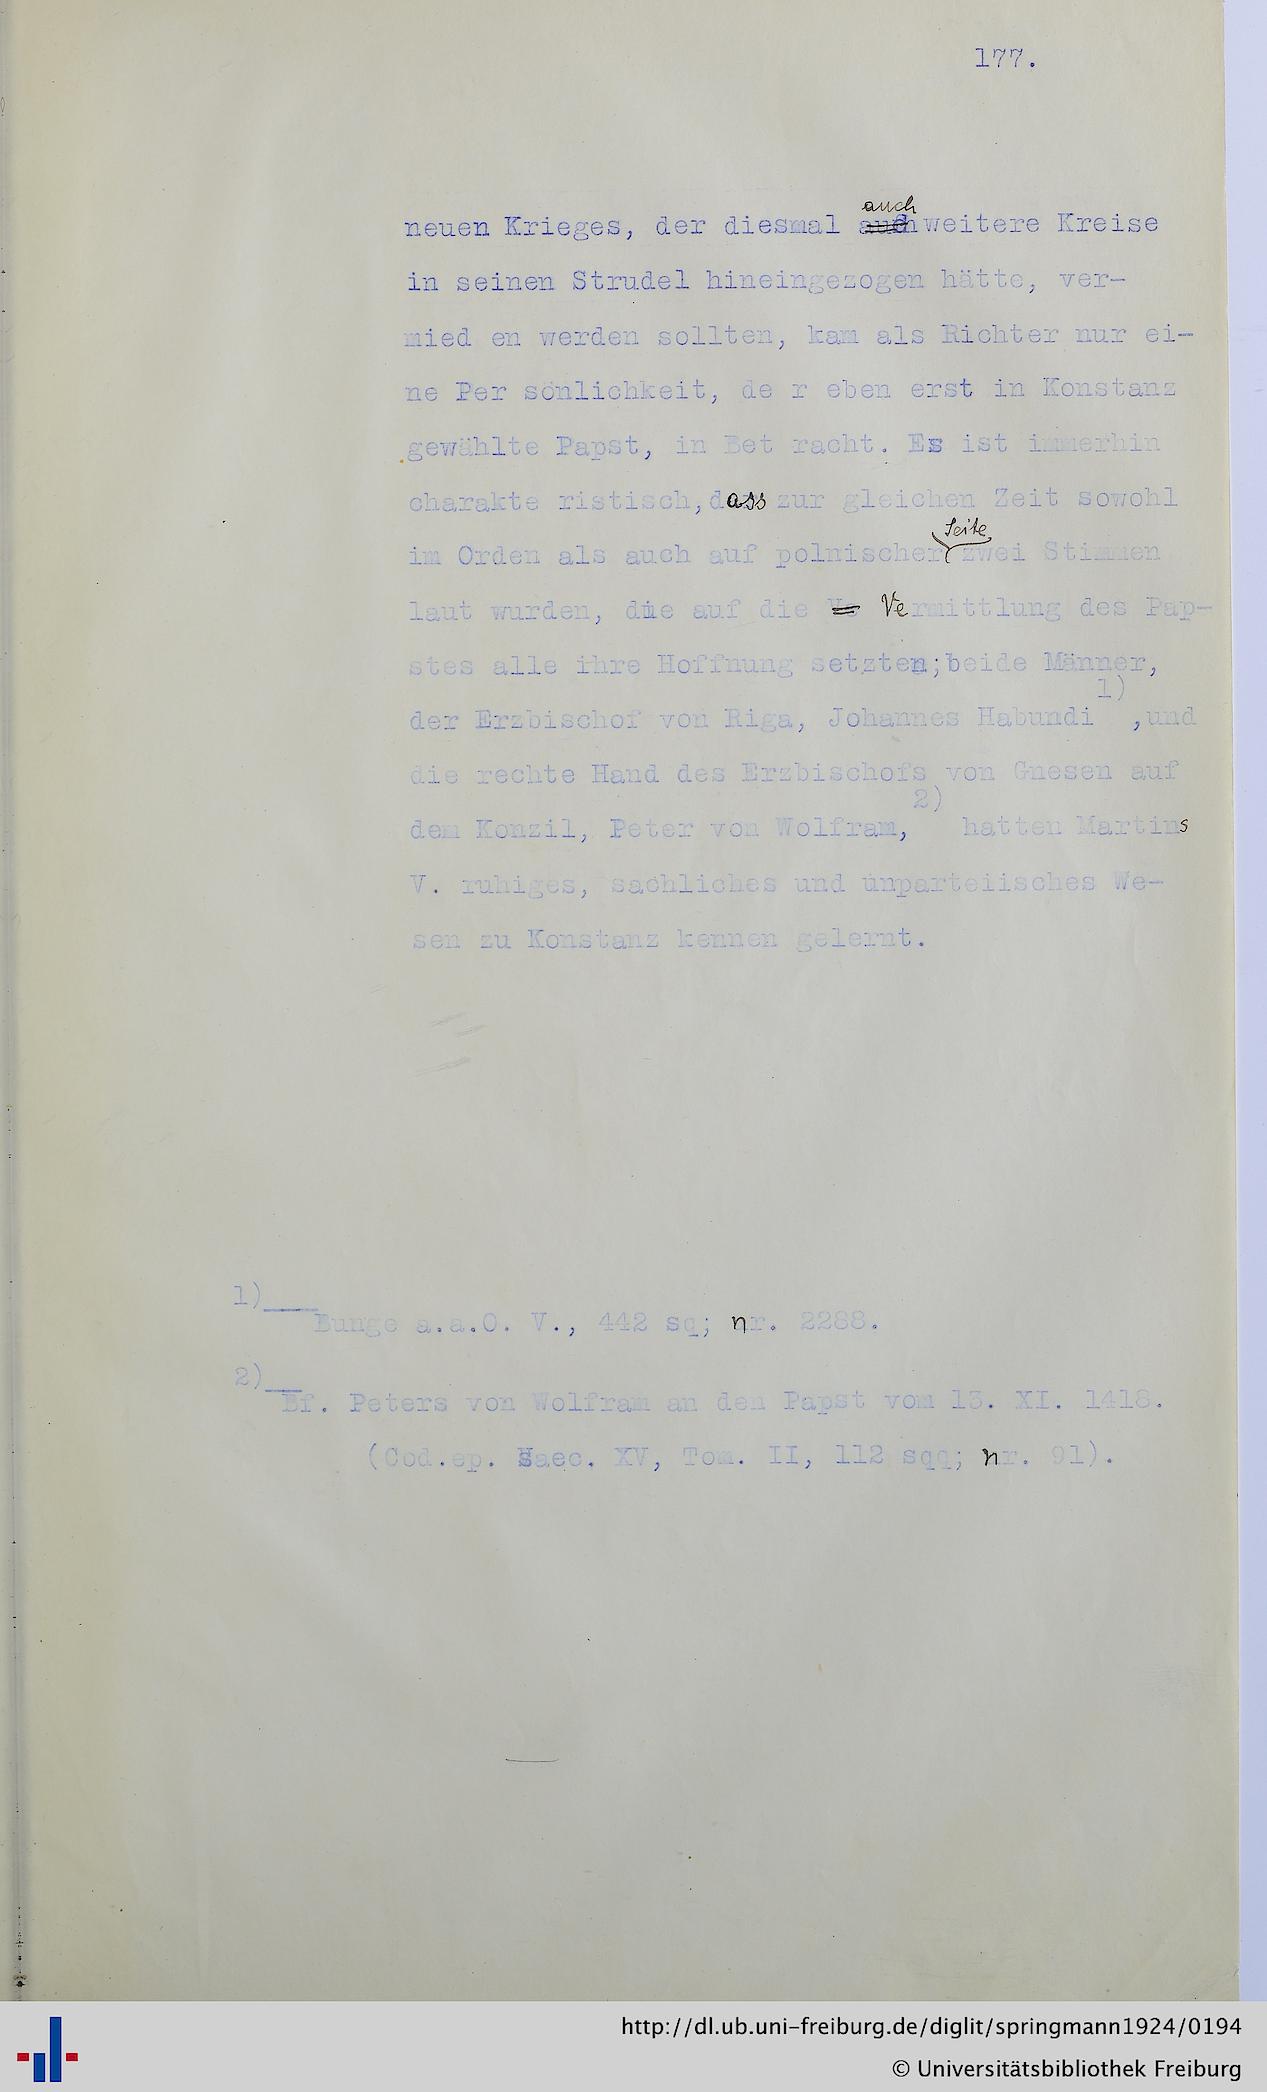 177.
neuen Krieges, der diesmal auch weitere Kreise
in seinen Strudel hineingezogen hätte, ver-
mied en werden sollten, kam als Richter nur ei-
ne Per sönlichkeit, de r eben erst in Konstanz
gewählte Papst, in Bet racht. Es ist immerhin
charakte ristisch, dass zur gleichen Zeit sowohl
im Orden als auch auf polnischer Seite zwei Stimmen
laut wurden, die auf die Vermittlung des Pap-
stes alle ihre Hoffnung setzten; beide Männer,
der Erzbischof von Riga, Johannes Habundi 1) ,und
die rechte Hand des Erzbischofs von Gnesen auf
dem Konzil, Peter von Wolfram, 2) hatten Martins
V. ruhiges, sachliches und unparteiisches We-
sen zu Konstanz kennen gelernt.
1)
Bunge a.a.O. V., 442 sq; nr. 2288.
2)
Bf. Peters von Wolfram an den Papst vom 13. XI. 1418.
(Cod.ep. Saec. XV, Tom. II, 112 sqq; nr. 91).
http://dl.ub.uni-freiburg.de/diglit/springmann1924/0194
© Universitätsbibliothek Freiburg